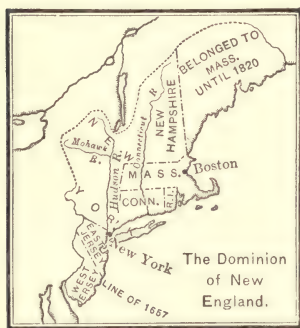 BELONGED TO
MASS.
UNTIL 1820
NEW
HAMPSHIRE
Connecticut R.
NEW YORK
Mohawk
R.
Hudson R.
MASS.
Boston
CONN.
R.I.
New York
EAST
JERSEY
WEST
JERSEY
LINE OF 1687
The Dominion
of New
England.